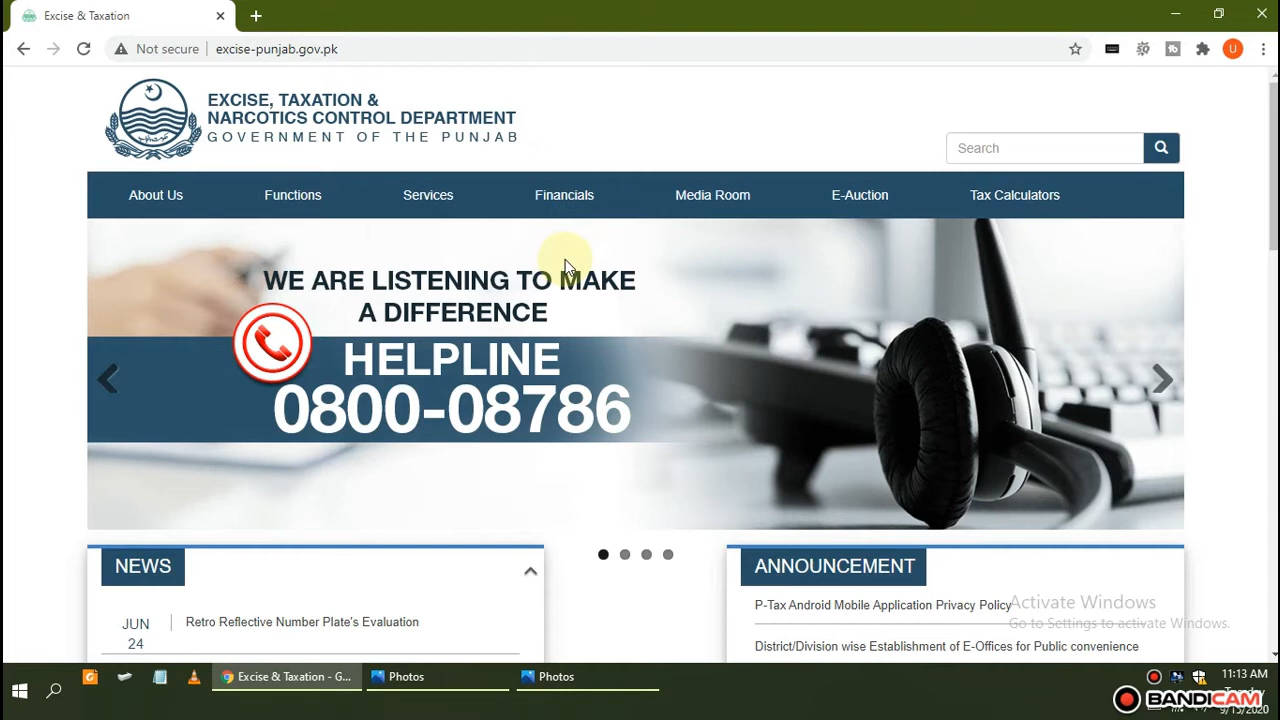 Excise & Taxation
Not secure
excise-punjab.gov.pk
U
EXCISE, TAXATION &
NARCOTICS CONTROL DEPARTMENT
GOVERNMENT OF THE PUNJAB
Search
About Us
Functions
Services
Financials
Media Room
E-Auction
Tax Calculators
WE ARE LISTENING TO MAKE
A DIFFERENCE
HELPLINE
0800-08786
NEWS
JUN
24
Retro Reflective Number Plate's Evaluation
ANNOUNCEMENT
P-Tax Android Mobile Application Privacy Policy
District/Division wise Establishment of E-Offices for Public convenience
Activate Windows
Go to Settings to activate Windows.
Excise & Taxation - G...
Photos
Photos
11:13 AM
Tuesday
9/15/2020
BANDICAM